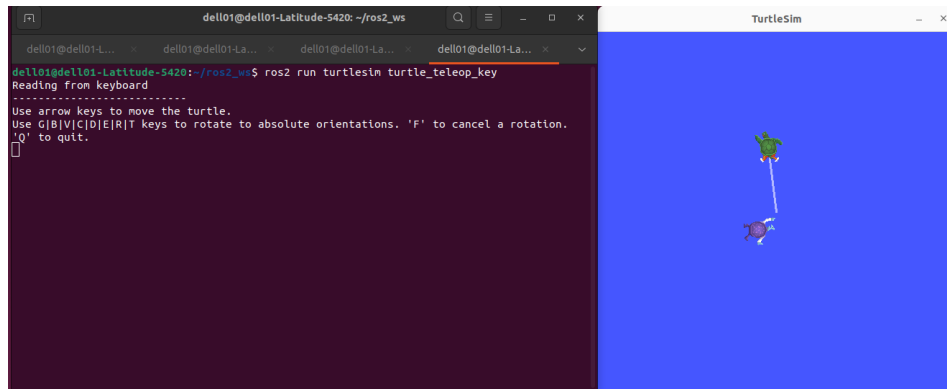 dell01@dell01-Latitude-5420: ~/ros2_ws
TurtleSim
dell01@dell01-L... dell01@dell01-La... dell01@dell01-La... dell01@dell01-La...
dell01@dell01-Latitude-5420:~/ros2_ws$ ros2 run turtlesim turtle_teleop_key
Reading from keyboard
---------------------------
Use arrow keys to move the turtle.
Use G|B|V|C|D|E|R|T keys to rotate to absolute orientations. 'F' to cancel a rotation.
'Q' to quit.